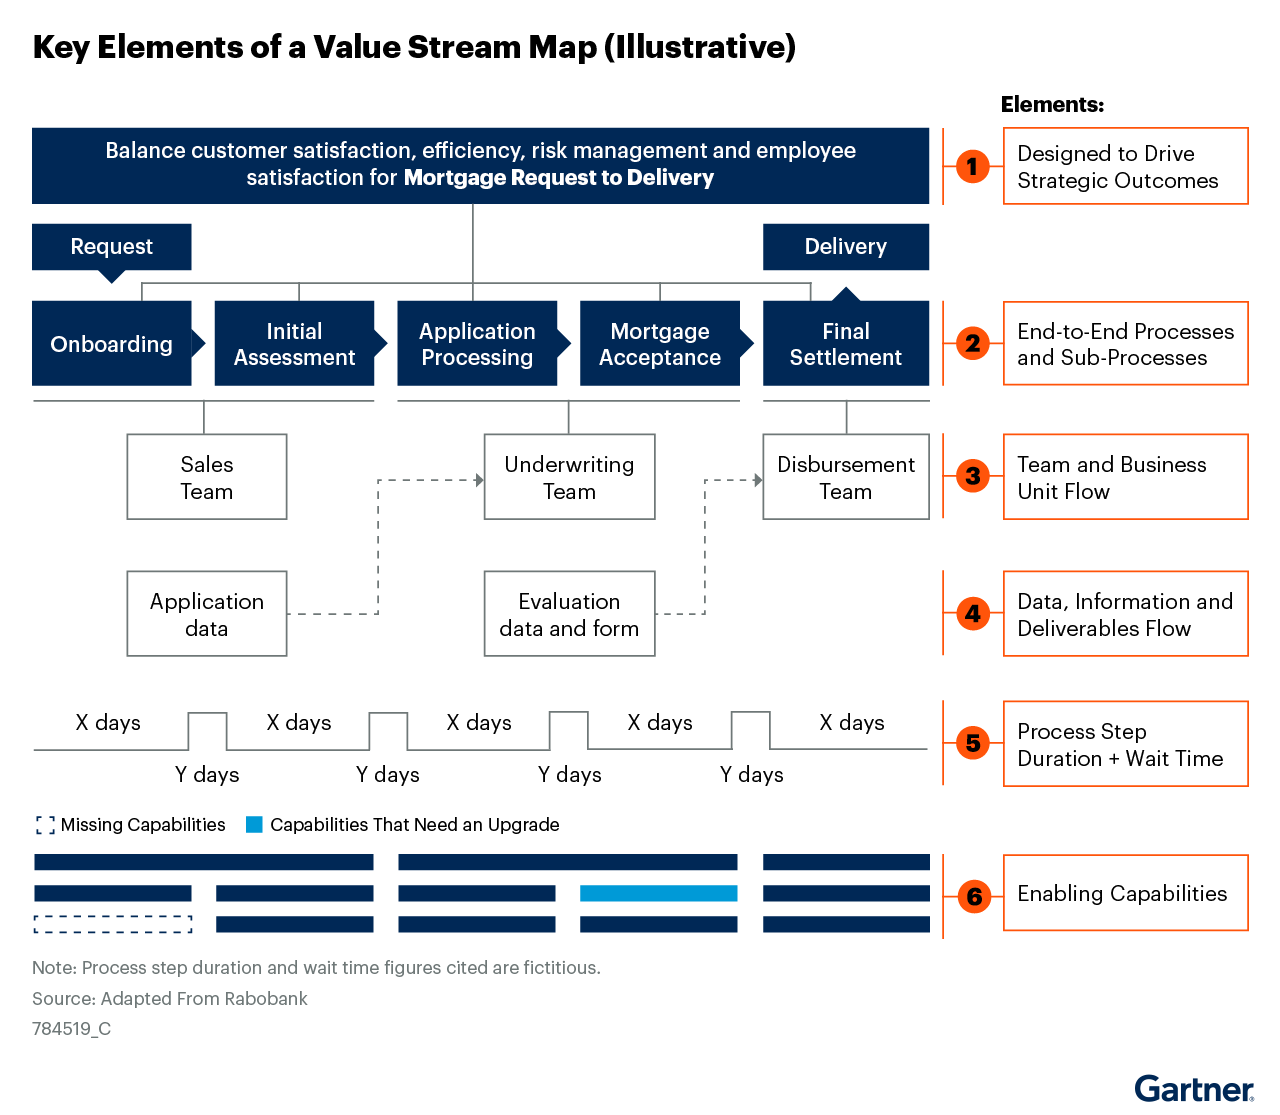 Key Elements of a Value Stream Map (Illustrative)
Elements:
Balance customer satisfaction, efficiency, risk management and employee
satisfaction for Mortgage Request to Delivery
1
Designed to Drive
Strategic Outcomes
Request
Delivery
Onboarding
Initial
Assessment
Application
Processing
Mortgage
Acceptance
Final
Settlement
2
End-to-End Processes
and Sub-Processes
Sales
Team
Underwriting
Team
Disbursement
Team
3
Team and Business
Unit Flow
Application
data
Evaluation
data and form
4
Data, Information and
Deliverables Flow
X days
X days
X days
X days
X days
Y days
Y days
Y days
Y days
5
Process Step
Duration + Wait Time
Missing Capabilities
Capabilities That Need an Upgrade
6
Enabling Capabilities
Note: Process step duration and wait time figures cited are fictitious.
Source: Adapted From Rabobank
784519_C
Gartner®